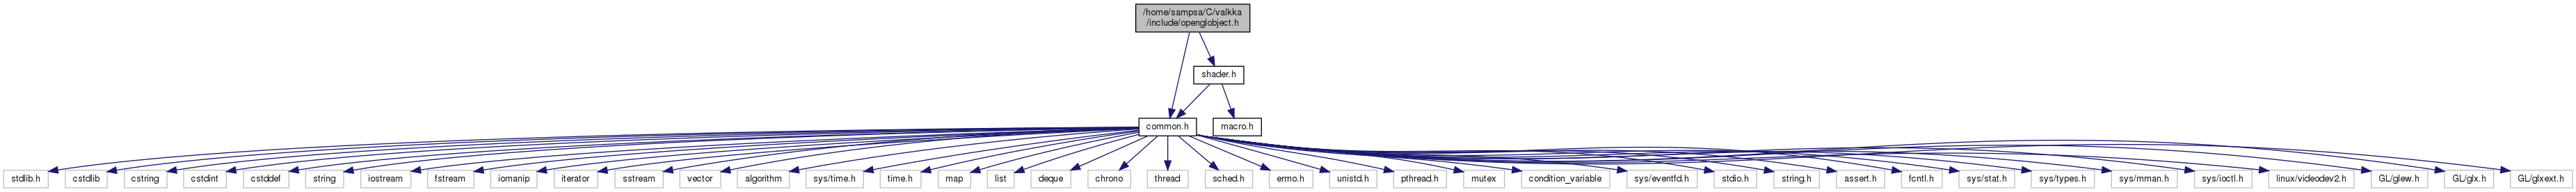 /home/sampsa/C/valkka
/include/openglobject.h
shader.h
common.h
macro.h
stdlib.h
cstdlib
cstring
cstdint
cstddef
string
iostream
fstream
iomanip
iterator
sstream
vector
algorithm
sys/time.h
time.h
map
list
deque
chrono
thread
sched.h
errno.h
unistd.h
pthread.h
mutex
condition_variable
sys/eventfd.h
stdio.h
string.h
assert.h
fcntl.h
sys/stat.h
sys/types.h
sys/mman.h
sys/ioctl.h
linux/videodev2.h
GL/glew.h
GL/glx.h
GL/glxext.h